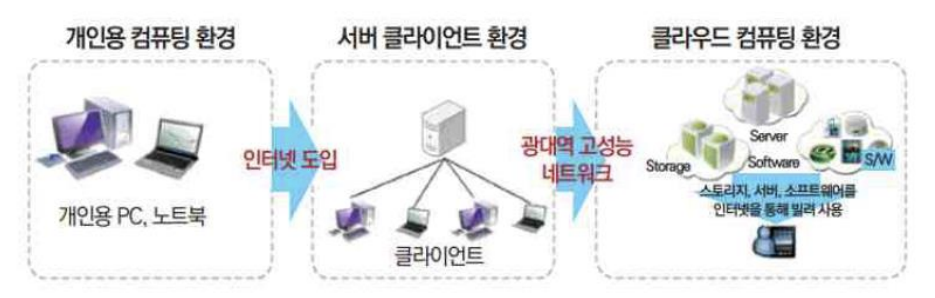 개인용 컴퓨팅 환경
서버 클라이언트 환경
클라우드 컴퓨팅 환경
개인용 PC, 노트북
인터넷 도입
클라이언트
광대역 고성능
네트워크
Server
Storage
Software
S/W
스토리지, 서버, 소프트웨어를
인터넷을 통해 빌려 사용